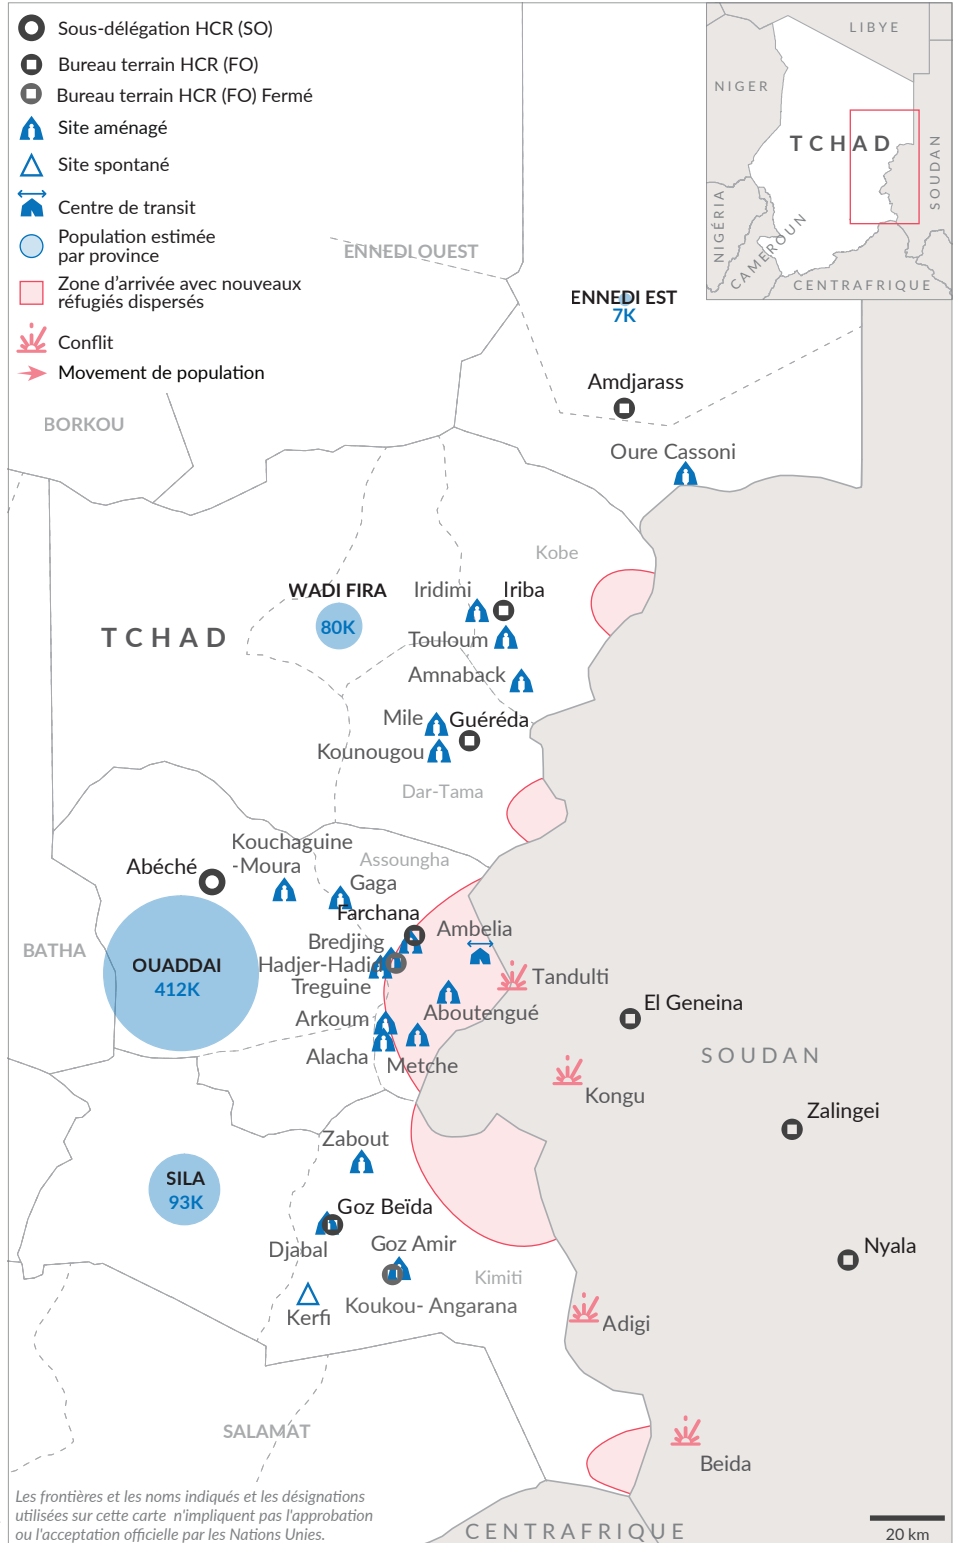 Sous-délégation HCR (SO)
Bureau terrain HCR (FO)
Bureau terrain HCR (FO) Fermé
Site aménagé
Site spontané
Centre de transit
Population estimée
par province
Zone d'arrivée avec nouveaux
réfugiés dispersés
Conflit
Movement de population
LIBYE
NIGER
TCHAD
SOUDAN
NIGÉRIA
CAMEROUN
CENTRAFRIQUE
ENNEDI OUEST
ENNEDI EST
7K
Amdjarass
BORKOU
Oure Cassoni
Kobe
WADI FIRA
80K
Iridimi
Iriba
TCHAD
Touloum
Amnaback
Mile
Guéréda
Kounougou
Dar-Tama
Kouchaguine
-Moura
Abéché
Assoungha
Gaga
Farchana
Ambelia
BATHA
Bredjing
OUADDAI
412K
Hadjer-Hadid
Treguine
Tandulti
Aboutengué
El Geneina
Arkoum
Alacha
Metche
SOUDAN
Kongu
Zalingei
Zabout
SILA
93K
Goz Beïda
Djabal
Goz Amir
Nyala
Kimiti
Kerfi
Koukou- Angarana
Adigi
SALAMAT
Beida
Les frontières et les noms indiqués et les désignations
utilisées sur cette carte n'impliquent pas l'approbation
ou l'acceptation officielle par les Nations Unies.
CENTRAFRIQUE
20 km